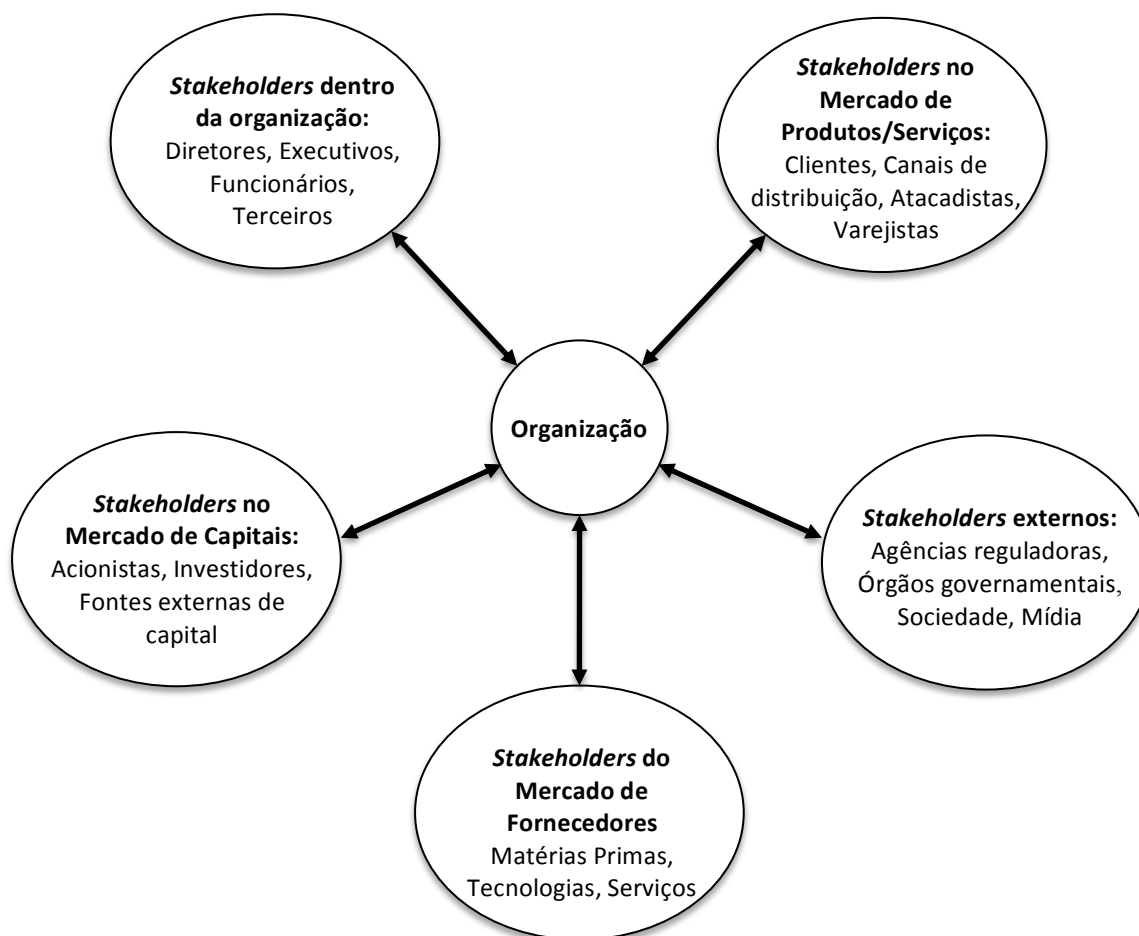 Stakeholders dentro
da organização:
Diretores, Executivos,
Funcionários,
Terceiros
Stakeholders no
Mercado de
Produtos/Serviços:
Clientes, Canais de
distribuição, Atacadistas,
Varejistas
Organização
Stakeholders no
Mercado de Capitais:
Acionistas, Investidores,
Fontes externas de
capital
Stakeholders externos:
Agências reguladoras,
Órgãos governamentais,
Sociedade, Mídia
Stakeholders do
Mercado de
Fornecedores
Matérias Primas,
Tecnologias, Serviços